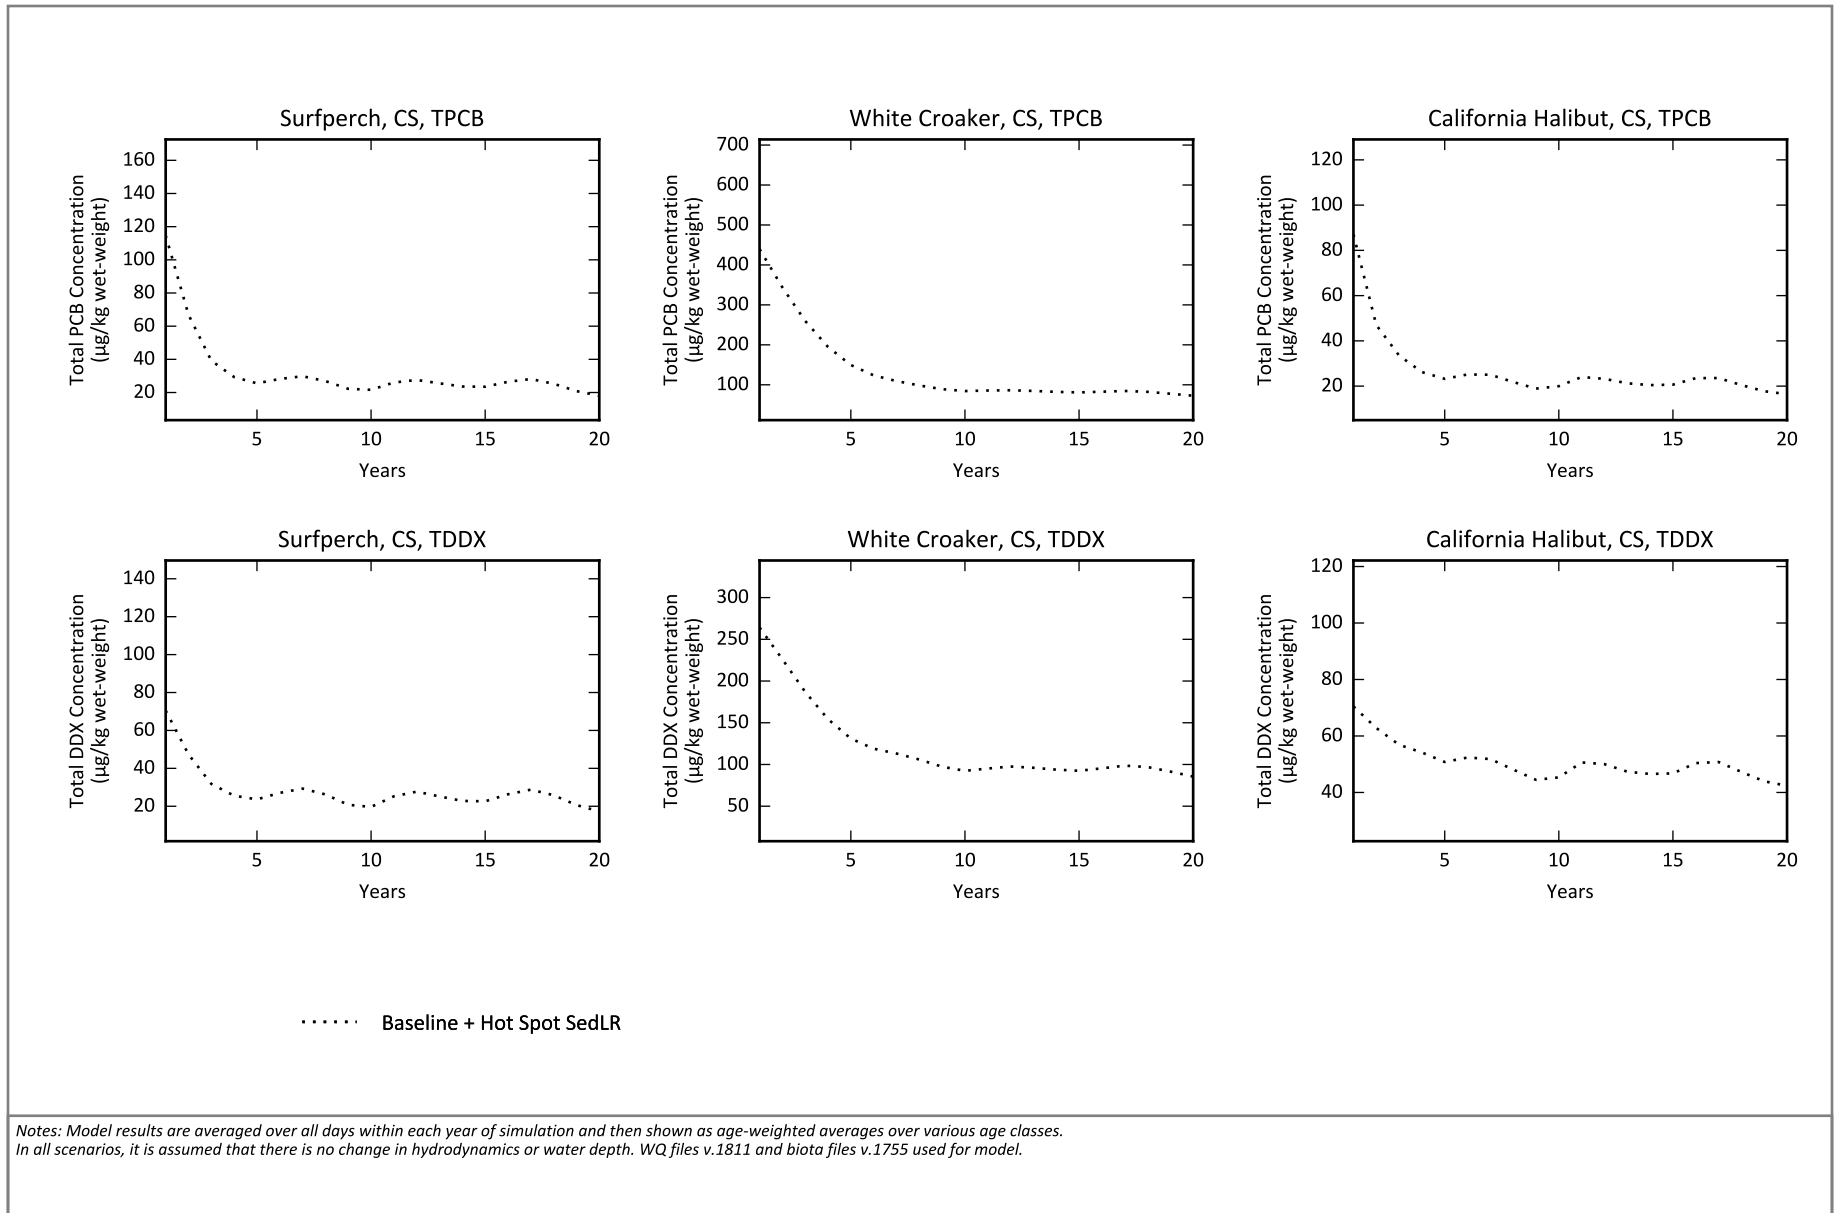 Surfperch, CS, TPCB
Total PCB Concentration
(µg/kg wet-weight)
160
140
120
100
80
60
40
20
5 10 15 20
Years
White Croaker, CS, TPCB
Total PCB Concentration
(µg/kg wet-weight)
700
600
500
400
300
200
100
5 10 15 20
Years
California Halibut, CS, TPCB
Total PCB Concentration
(µg/kg wet-weight)
120
100
80
60
40
20
5 10 15 20
Years
Surfperch, CS, TDDX
Total DDX Concentration
(µg/kg wet-weight)
140
120
100
80
60
40
20
5 10 15 20
Years
White Croaker, CS, TDDX
Total DDX Concentration
(µg/kg wet-weight)
300
250
200
150
100
50
5 10 15 20
Years
California Halibut, CS, TDDX
Total DDX Concentration
(µg/kg wet-weight)
120
100
80
60
40
5 10 15 20
Years
Baseline + Hot Spot SedLR
Notes: Model results are averaged over all days within each year of simulation and then shown as age-weighted averages over various age classes.
In all scenarios, it is assumed that there is no change in hydrodynamics or water depth. WQ files v.1811 and biota files v.1755 used for model.